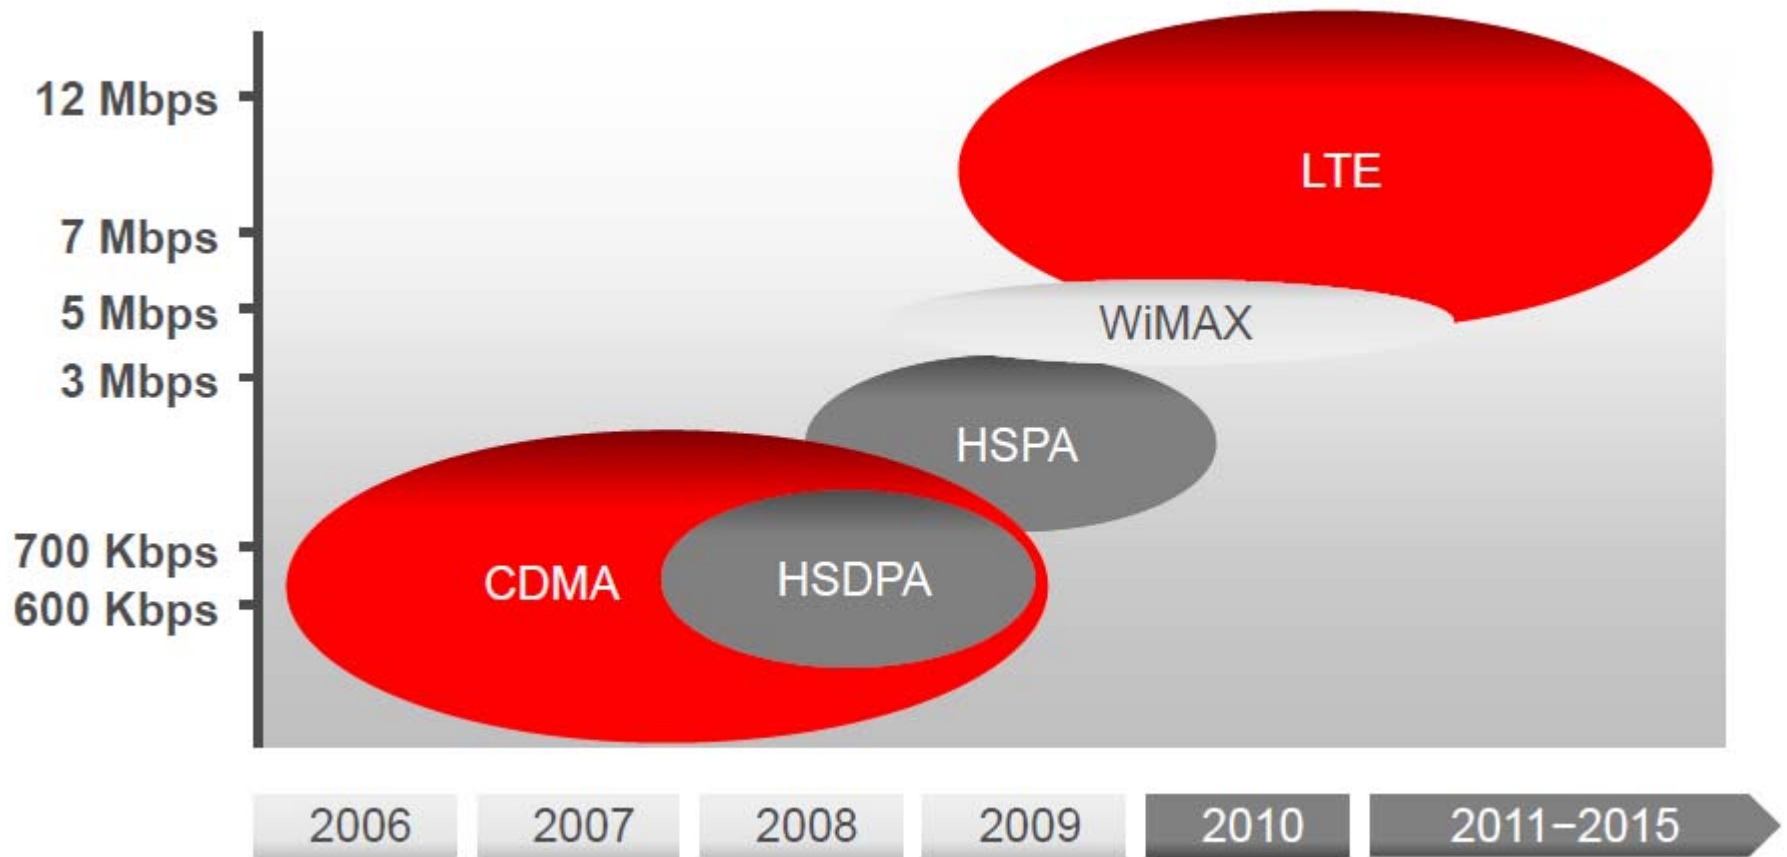 12 Mbps
LTE
7 Mbps
5 Mbps
WiMAX
3 Mbps
HSPA
700 Kbps
CDMA
HSDPA
600 Kbps
2006
2007
2008
2009
2010
2011–2015